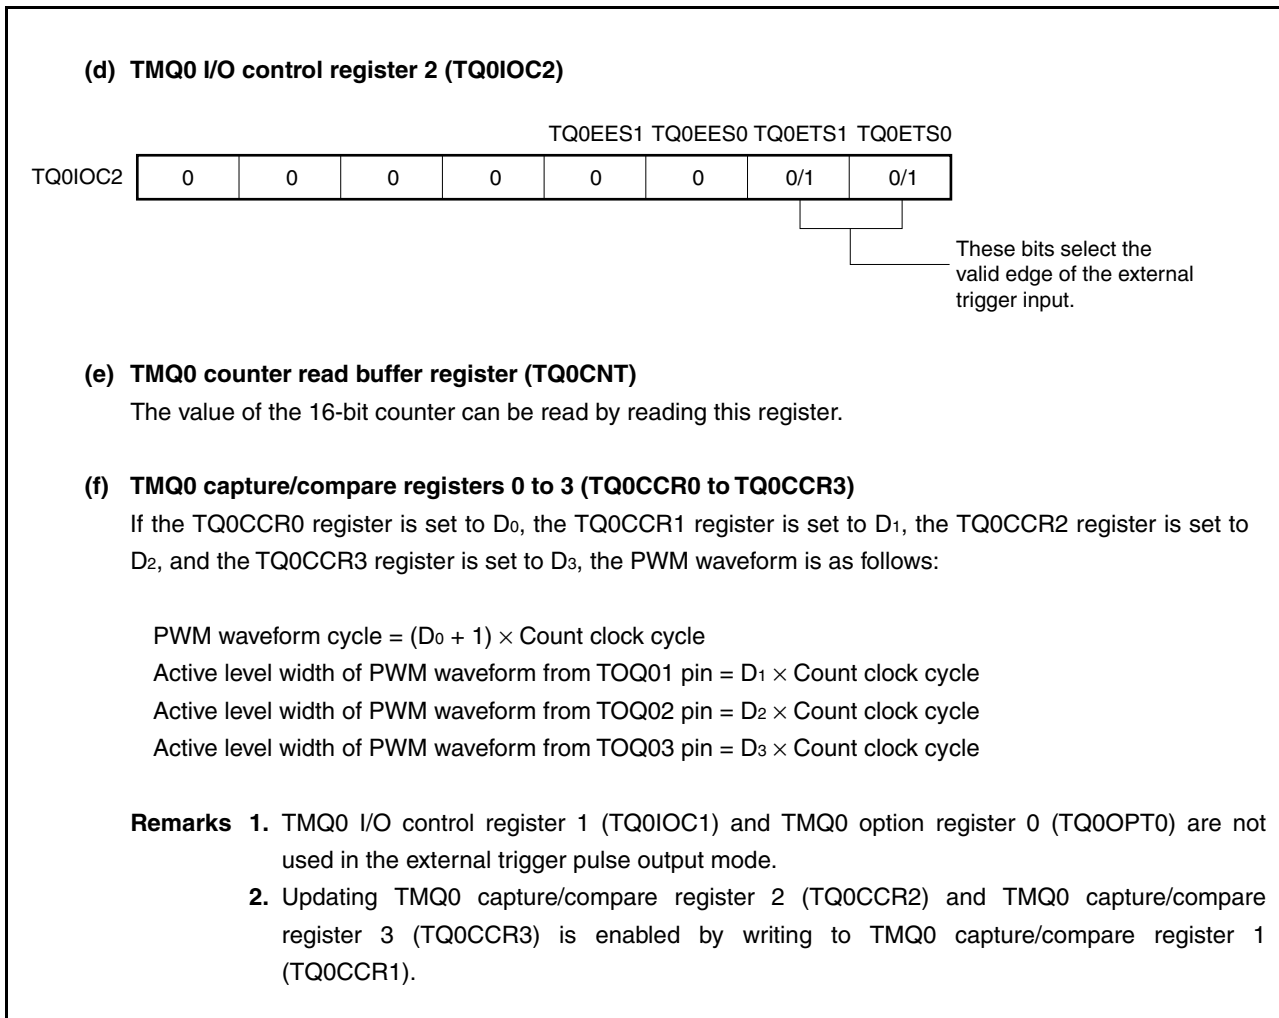 (d) TMQ0 I/O control register 2 (TQ0IOC2)
TQ0EES1 TQ0EES0 TQ0ETS1 TQ0ETS0
TQ0IOC2 0 0 0 0 0 0 0/1 0/1
These bits select the
valid edge of the external
trigger input.
(e) TMQ0 counter read buffer register (TQ0CNT)
The value of the 16-bit counter can be read by reading this register.
(f) TMQ0 capture/compare registers 0 to 3 (TQ0CCR0 to TQ0CCR3)
If the TQ0CCR0 register is set to D0, the TQ0CCR1 register is set to D1, the TQ0CCR2 register is set to
D2, and the TQ0CCR3 register is set to D3, the PWM waveform is as follows:
PWM waveform cycle = (D0 + 1) × Count clock cycle
Active level width of PWM waveform from TOQ01 pin = D1 × Count clock cycle
Active level width of PWM waveform from TOQ02 pin = D2 × Count clock cycle
Active level width of PWM waveform from TOQ03 pin = D3 × Count clock cycle
Remarks 1. TMQ0 I/O control register 1 (TQ0IOC1) and TMQ0 option register 0 (TQ0OPT0) are not
used in the external trigger pulse output mode.
2. Updating TMQ0 capture/compare register 2 (TQ0CCR2) and TMQ0 capture/compare
register 3 (TQ0CCR3) is enabled by writing to TMQ0 capture/compare register 1
(TQ0CCR1).